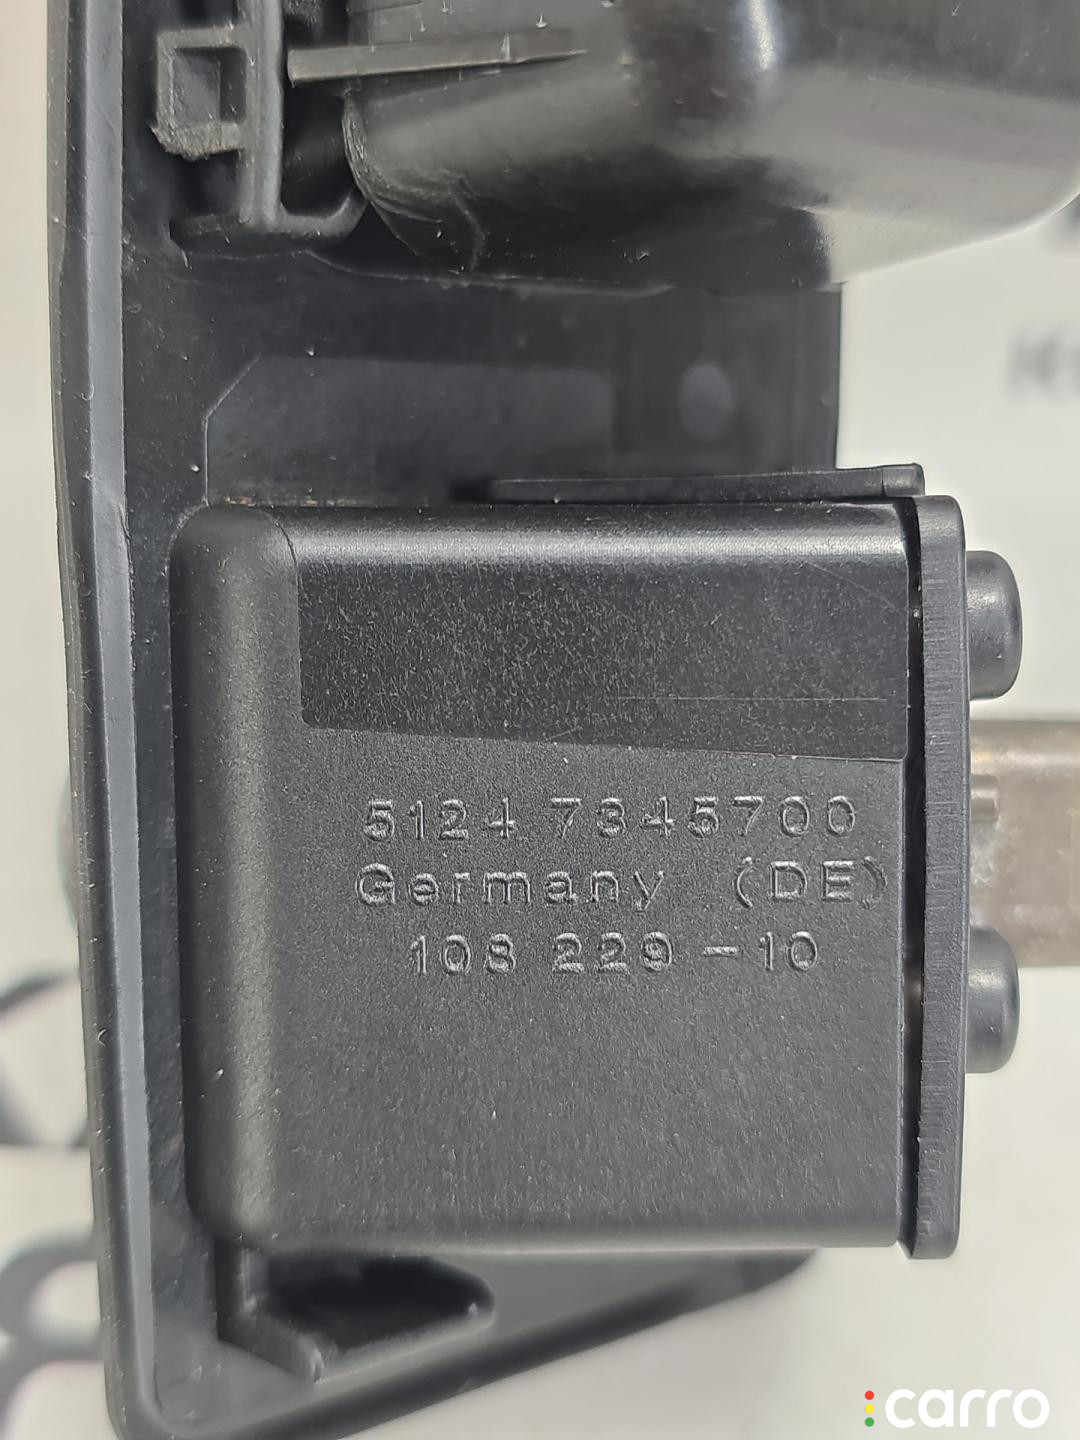 5124 7345700
Germany (DE)
108 229-10
carro